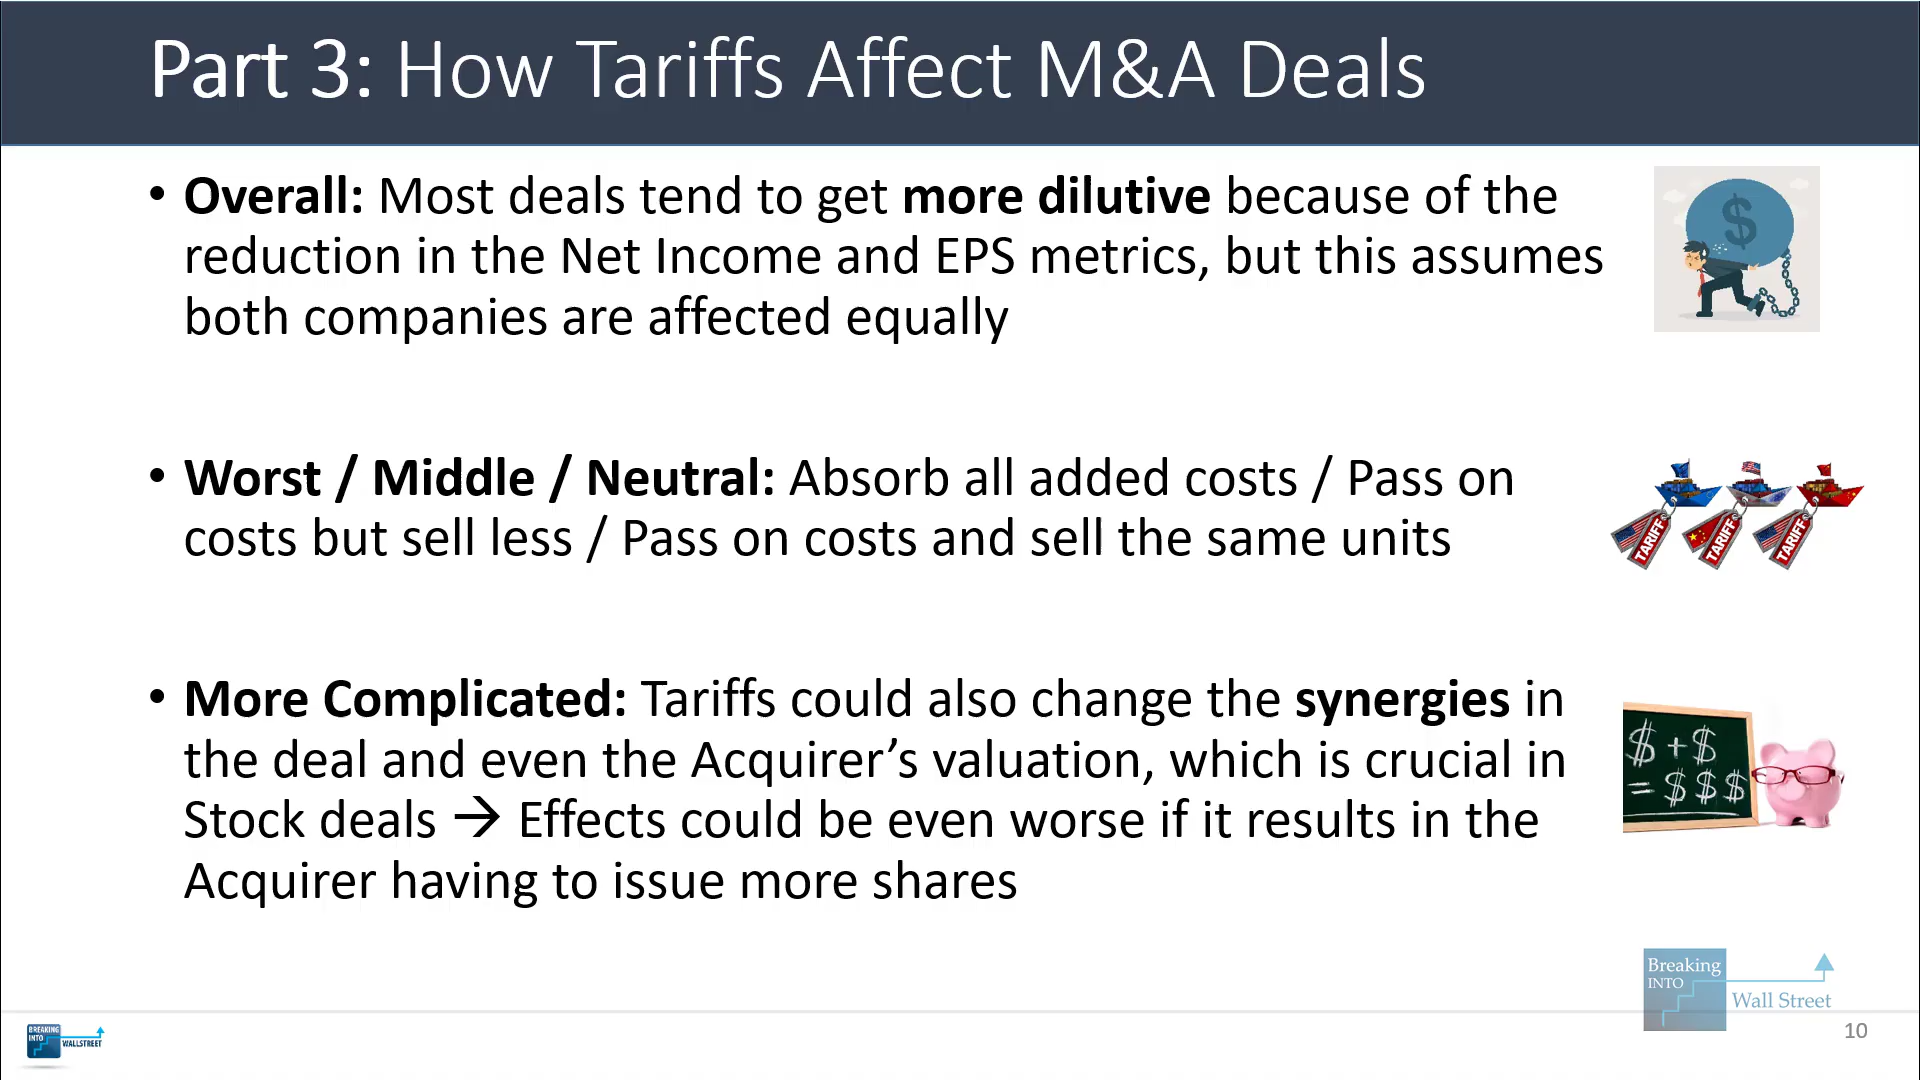 Part 3: How Tariffs Affect M&A Deals
• Overall: Most deals tend to get more dilutive because of the
reduction in the Net Income and EPS metrics, but this assumes
both companies are affected equally
$
• Worst / Middle / Neutral: Absorb all added costs / Pass on
costs but sell less / Pass on costs and sell the same units
TARIFF
TARIFF
TARIFF
• More Complicated: Tariffs could also change the synergies in
the deal and even the Acquirer’s valuation, which is crucial in
Stock deals → Effects could be even worse if it results in the
Acquirer having to issue more shares
$ + $
= $ $ $
Breaking
INTO
Wall Street
BREAKING
INTO
WALLSTREET
10